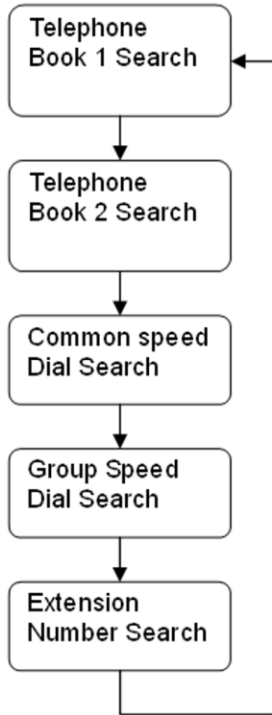 Telephone
Book 1 Search
Telephone
Book 2 Search
Common speed
Dial Search
Group Speed
Dial Search
Extension
Number Search